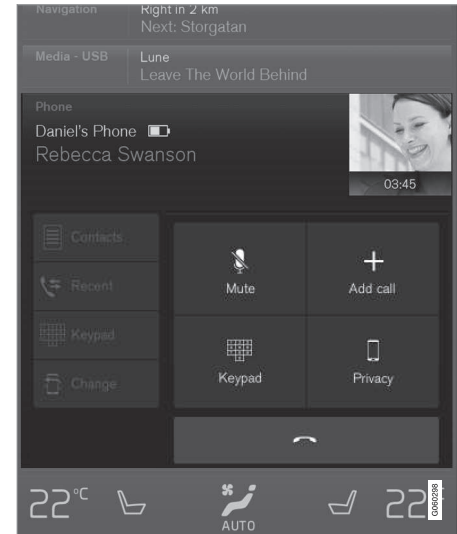 Navigation
Right in 2 km
Next: Storgatan
Media - USB
Lune
Leave The World Behind
Phone
Daniel's Phone
Rebecca Swanson
03:45
Contacts
Recent
Keypad
Change
Mute
Add call
Keypad
Privacy
22°C
AUTO
22
G060298